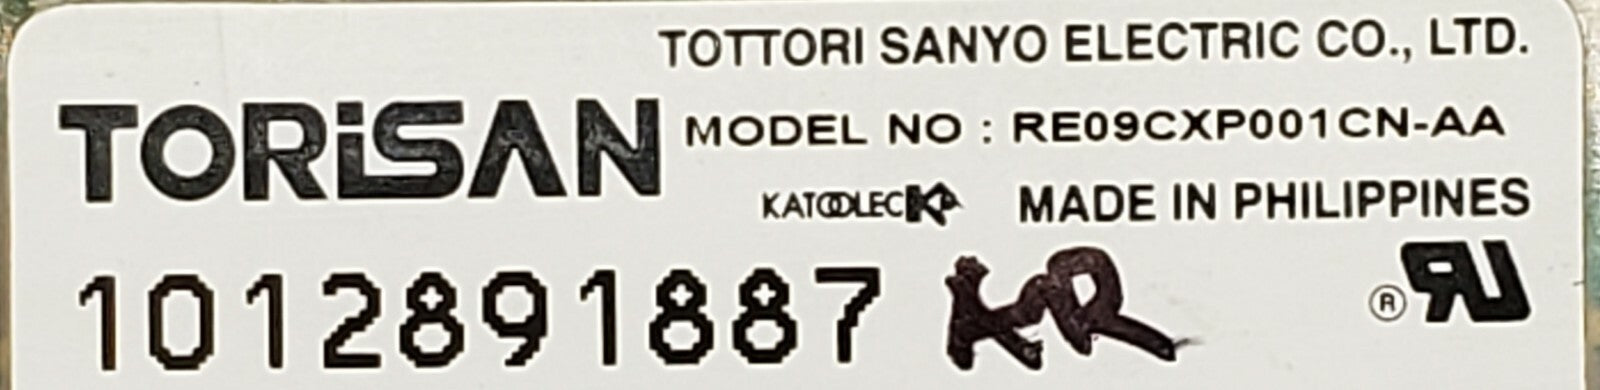 TOTTORI SANYO ELECTRIC CO., LTD.
TORiSAN MODEL NO : RE09CXP001CN-AA
KATOOLEC MADE IN PHILIPPINES
1012891887 KR ®